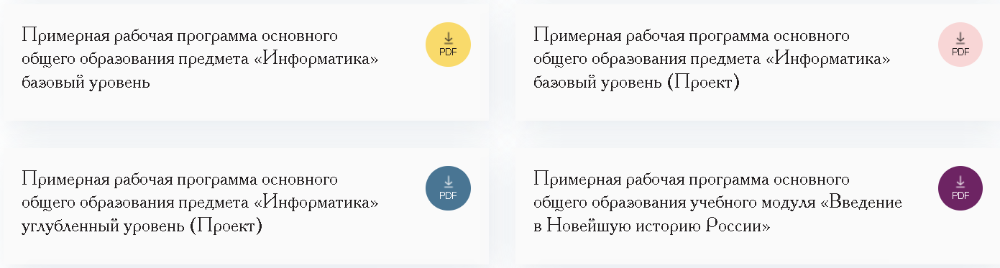 Примерная рабочая программа основного
общего образования предмета «Информатика»
базовый уровень
PDF
Примерная рабочая программа основного
общего образования предмета «Информатика»
базовый уровень (Проект)
PDF
Примерная рабочая программа основного
общего образования предмета «Информатика»
углубленный уровень (Проект)
PDF
Примерная рабочая программа основного
общего образования учебного модуля «Введение
в Новейшую историю России»
PDF